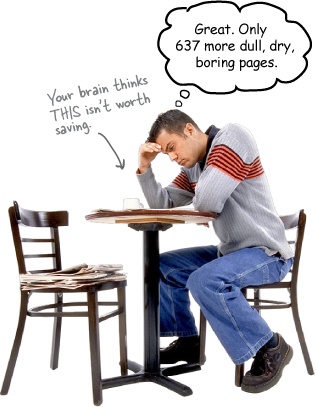 Great. Only
637 more dull, dry,
boring pages.
Your brain thinks
THIS isn't worth
saving.